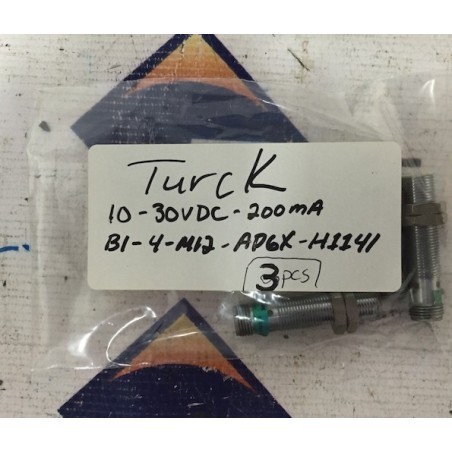 Turck
10-30VDC-200mA
BI-4-M12-AP6X-H1141
3pcs